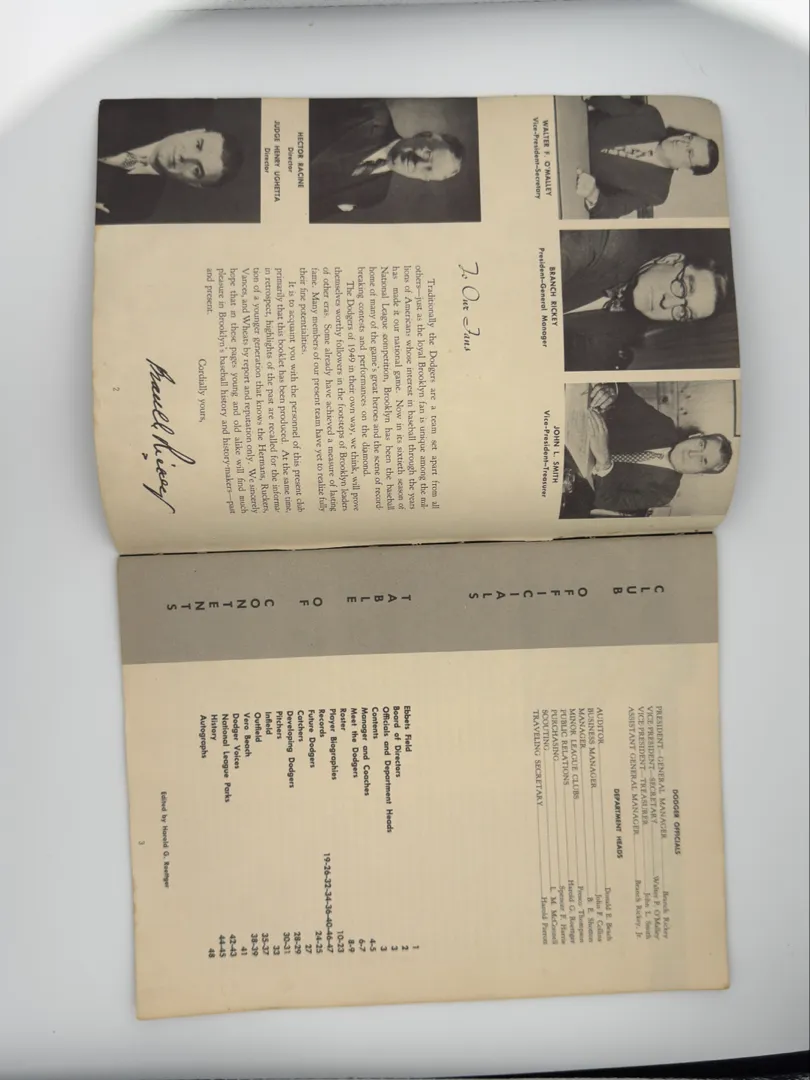 WALTER F. O'MALLEY
Vice-President-Secretary
BRANCH RICKEY
President-General Manager
JOHN L. SMITH
Vice-President-Treasurer
HECTOR RACINE
Director
JUDGE HENRY UGHETTA
Director
To Our Fans
Traditionally the Dodgers are a team set apart from all
others—just as the loyal Brooklyn fan is unique among the mil-
lions of Americans whose interest in baseball through the years
has made it our national game. Now in its sixtieth season of
National League competition, Brooklyn has been the baseball
home of many of the game's great heroes and the scene of record-
breaking contests and performances on the diamond.
The Dodgers of 1949 in their own way, we think, will prove
themselves worthy followers in the footsteps of Brooklyn leaders
of other eras. Some already have achieved a measure of lasting
fame. Many members of our present team have yet to realize fully
their fine potentialities.
It is to acquaint you with the personnel of this present club
primarily that this booklet has been produced. At the same time,
in retrospect, highlights of the past are recalled for the informa-
tion of a younger generation that knows the Hermans, Ruckers,
Vances, and Wheats by report and reputation only. We sincerely
hope that in these pages young and old alike will find much
pleasure in Brooklyn's baseball history and history-makers—past
and present.
Cordially yours,
Branch Rickey
2
CLUB OFFICIALS
DODGER OFFICIALS
PRESIDENT—GENERAL MANAGER Branch Rickey
VICE PRESIDENT—SECRETARY Walter F. O'Malley
VICE PRESIDENT—TREASURER John L. Smith
ASSISTANT GENERAL MANAGER Branch Rickey, Jr.
DEPARTMENT HEADS
AUDITOR Donald E. Beach
BUSINESS MANAGER John F. Collins
MANAGER B. E. Shotton
MINOR LEAGUE CLUBS Fresco Thompson
PUBLIC RELATIONS Harold G. Roettger
PURCHASING Spencer F. Harris
SCOUTING
TRAVELING SECRETARY Harold Parrott
TABLE OF CONTENTS
Ebbets Field 1
Board of Directors 2
Officials and Department Heads 3
Contents 3
Manager and Coaches 4-5
Meet the Dodgers 6-7
Roster 8-9
Player Biographies 10-23
Records 19-26-32-34-36-40-46-47
Future Dodgers 24-25
Catchers 27
Developing Dodgers 28-29
Pitchers 30-31
Infield 33
Outfield 35-37
Vero Beach 38-39
Dodger Voices 41
National League Parks 42-43
History 44-45
Autographs 48
Edited by Harold G. Roettger
3